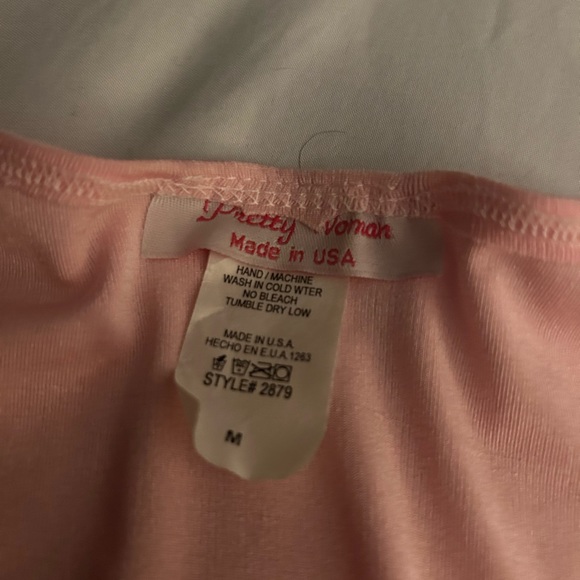 Pretty Woman
Made in USA
HAND / MACHINE
WASH IN COLD WTER
NO BLEACH
TUMBLE DRY LOW
MADE IN U.S.A.
HECHO EN E.U.A. 1263
STYLE# 2879
M